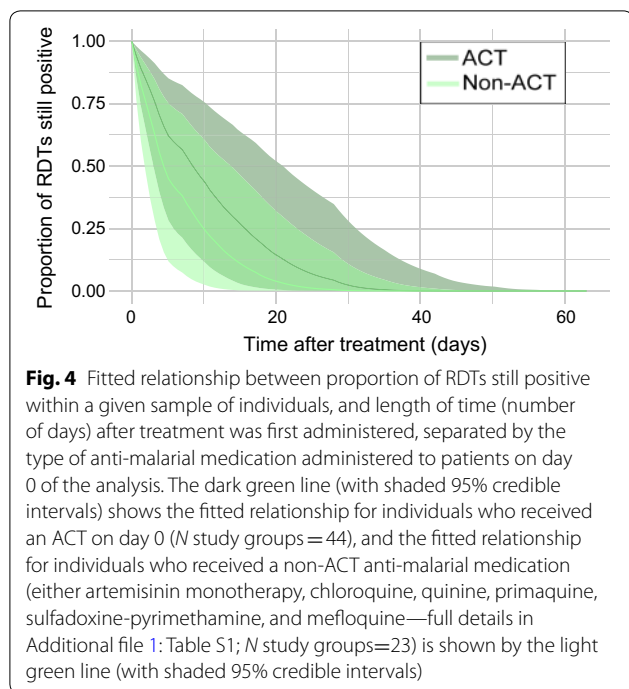 1.00
0.75
0.50
0.25
0.00
Proportion of RDTs still positive
ACT
Non-ACT
0 20 40 60
Time after treatment (days)
Fig. 4 Fitted relationship between proportion of RDTs still positive
within a given sample of individuals, and length of time (number
of days) after treatment was first administered, separated by the
type of anti-malarial medication administered to patients on day
0 of the analysis. The dark green line (with shaded 95% credible
intervals) shows the fitted relationship for individuals who received
an ACT on day 0 (N study groups = 44), and the fitted relationship
for individuals who received a non-ACT anti-malarial medication
(either artemisinin monotherapy, chloroquine, quinine, primaquine,
sulfadoxine-pyrimethamine, and mefloquine—full details in
Additional file 1: Table S1; N study groups=23) is shown by the light
green line (with shaded 95% credible intervals)